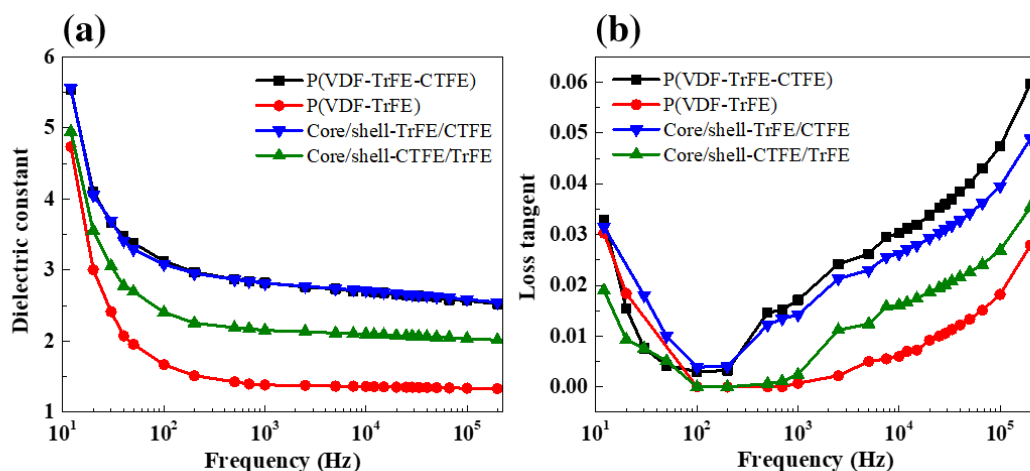 (a)
6
5
4
3
2
1
Dielectric constant
P(VDF-TrFE-CTFE)
P(VDF-TrFE)
Core/shell-TrFE/CTFE
Core/shell-CTFE/TrFE
10¹ 10² 10³ 10⁴ 10⁵
Frequency (Hz)
(b)
0.06
0.05
0.04
0.03
0.02
0.01
0.00
Loss tangent
P(VDF-TrFE-CTFE)
P(VDF-TrFE)
Core/shell-TrFE/CTFE
Core/shell-CTFE/TrFE
10¹ 10² 10³ 10⁴ 10⁵
Frequency (Hz)